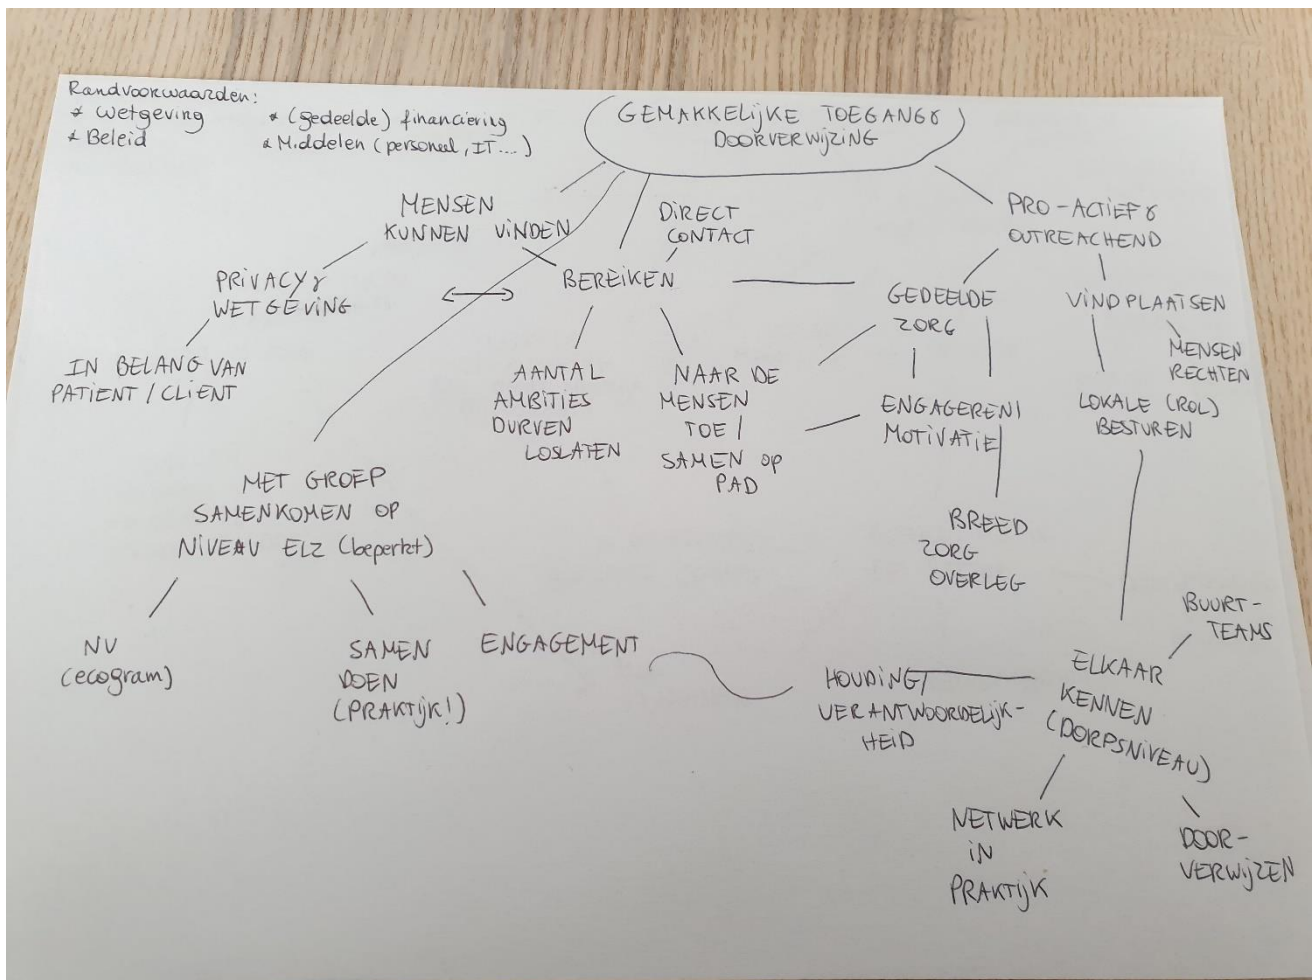 Randvoorwaarden:
* Wetgeving
* Beleid
* (gedeelde) financiering
* Middelen (personeel, IT...)
GEMAKKELIJKE TOEGANG &
DOORVERWIJZING
MENSEN
KUNNEN VINDEN
DIRECT
CONTACT
PRO-ACTIEF &
OUTREACHEND
PRIVACY &
WETGEVING
BEREIKEN
GEDEELDE
ZORG
VINDPLAATSEN
MENSEN
RECHTEN
IN BELANG VAN
PATIENT / CLIENT
AANTAL
AMBITIES
DURVEN
LOSLATEN
NAAR DE
MENSEN
TOE /
SAMEN OP
PAD
ENGAGEREN /
MOTIVATIE
LOKALE (ROL)
BESTUREN
MET GROEP
SAMENKOMEN OP
NIVEAU ELZ (beperkt)
BREED
ZORG
OVERLEG
NU
(ecogram)
SAMEN
DOEN
(PRAKTIJK!)
ENGAGEMENT
BUURT-
TEAMS
HOUDING /
VERANTWOORDELIJK-
HEID
ELKAAR
KENNEN
(DORPSNIVEAU)
NETWERK
IN
PRAKTIJK
DOOR-
VERWIJZEN